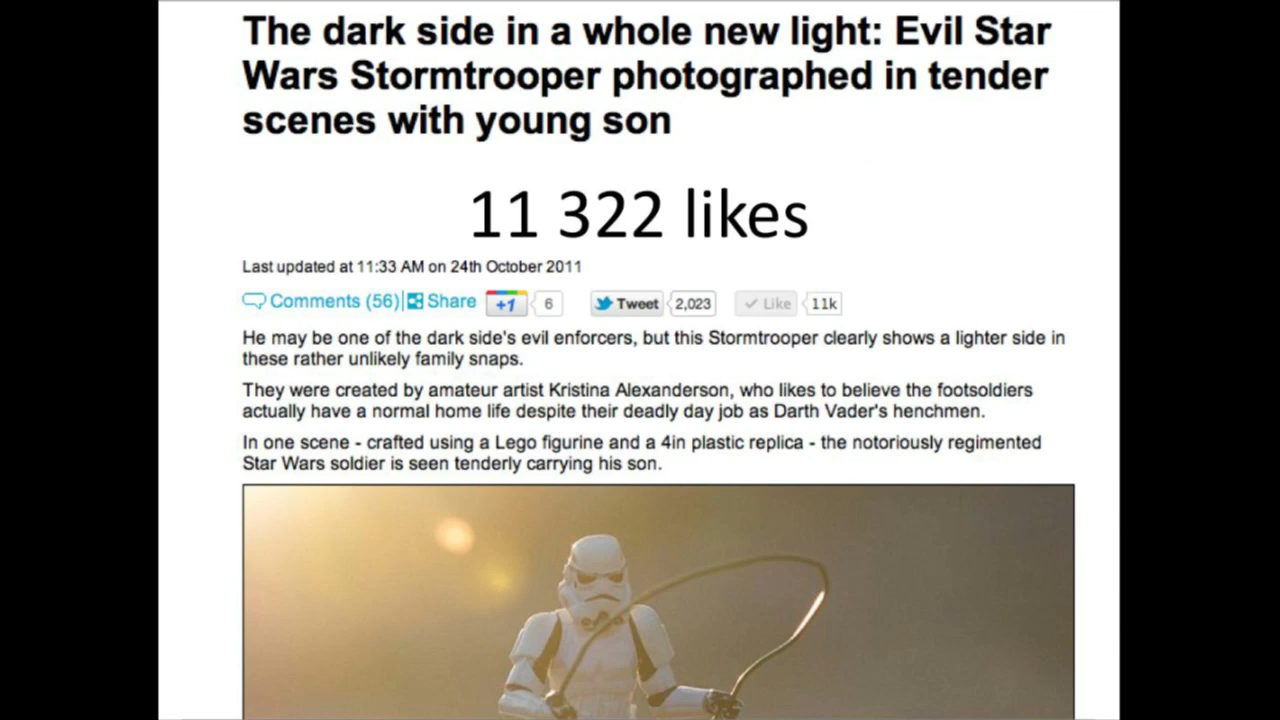 The dark side in a whole new light: Evil Star
Wars Stormtrooper photographed in tender
scenes with young son
11 322 likes
Last updated at 11:33 AM on 24th October 2011
Comments (56) Share +1 6 Tweet 2,023 Like 11k
He may be one of the dark side's evil enforcers, but this Stormtrooper clearly shows a lighter side in
these rather unlikely family snaps.
They were created by amateur artist Kristina Alexanderson, who likes to believe the footsoldiers
actually have a normal home life despite their deadly day job as Darth Vader's henchmen.
In one scene - crafted using a Lego figurine and a 4in plastic replica - the notoriously regimented
Star Wars soldier is seen tenderly carrying his son.